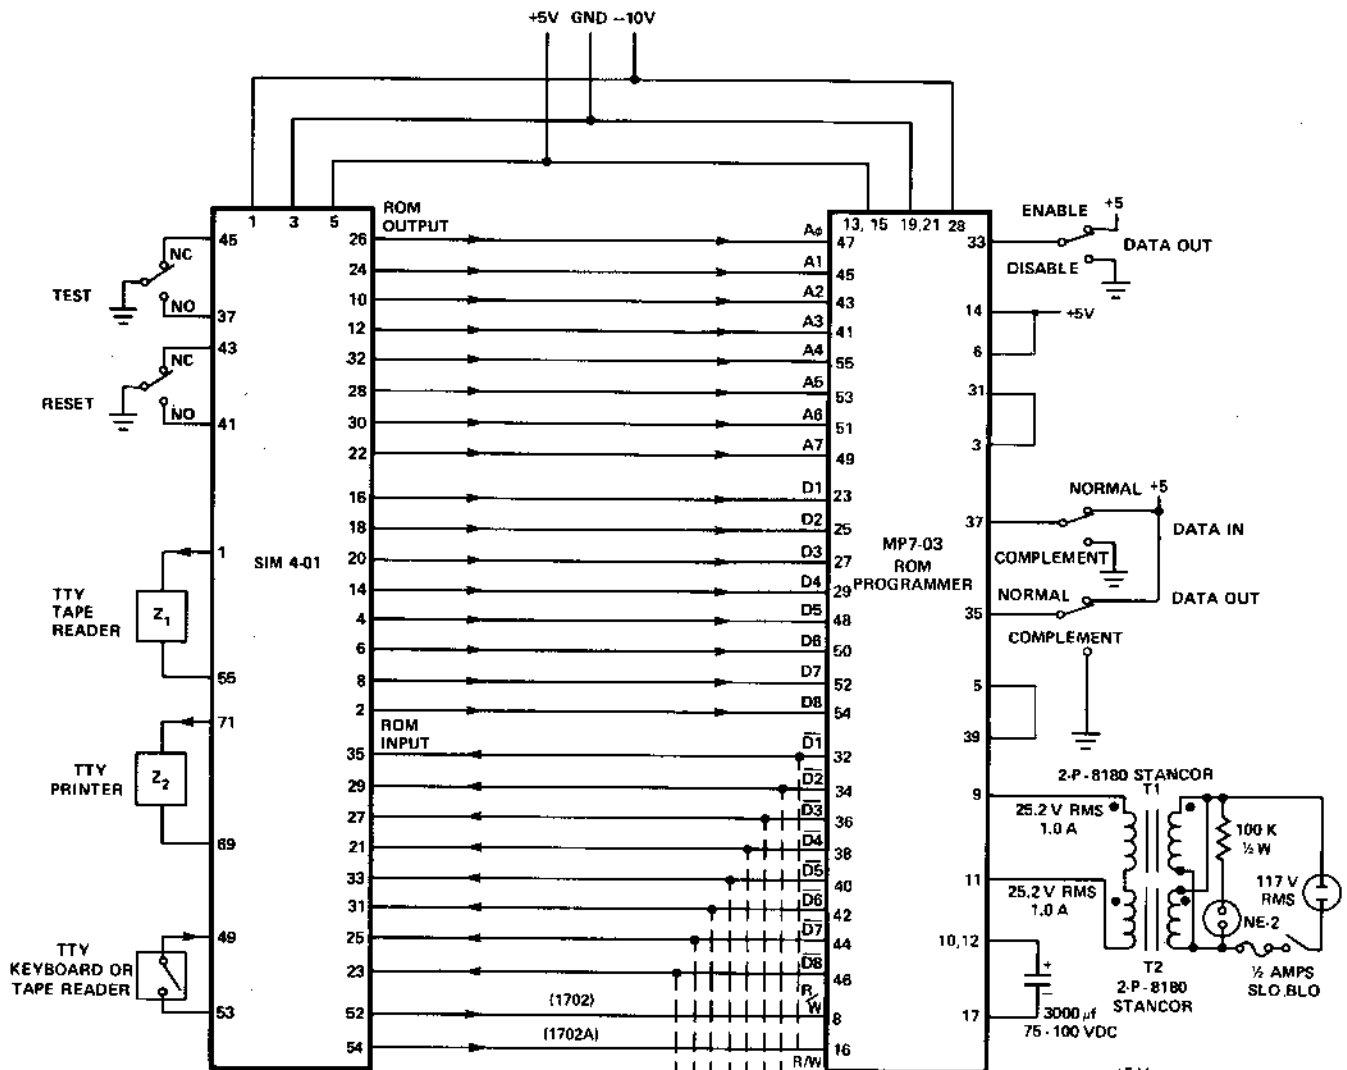 +5V GND -10V
1 3 5
ROM
OUTPUT
13, 15 19,21 28
ENABLE +5
DATA OUT
DISABLE
45 NC
TEST
NO 37
43 NC
RESET
NO 41
26 Aφ 47 33
24 A1 45
10 A2 43 14 +5V
12 A3 41
32 A4 55 6
28 A5 53 31
30 A6 51
22 A7 49 3
16 D1 23
18 D2 25
20 D3 27
14 D4 29
4 D5 48
6 D6 50
8 D7 52
2 D8 54
SIM 4-01
MP7-03
ROM
PROGRAMMER
NORMAL +5
37 DATA IN
COMPLEMENT
NORMAL
35 DATA OUT
COMPLEMENT
5
39
1
TTY
TAPE
READER
Z1
55
71
TTY
PRINTER
Z2
69
49
TTY
KEYBOARD OR
TAPE READER
53
ROM
INPUT
35 D1 32
29 D2 34
27 D3 36
21 D4 38
33 D5 40
31 D6 42
25 D7 44
23 D8 46
52 (1702) R/W 8
54 (1702A) R/W 16
2-P-8180 STANCOR
T1
9
25.2 V RMS
1.0 A
100 K
½ W
11
25.2 V RMS
1.0 A
117 V
RMS
NE-2
10,12
T2
2-P-8180
STANCOR
½ AMPS
SLO.BLO
+
3000 μf
75-100 VDC
17